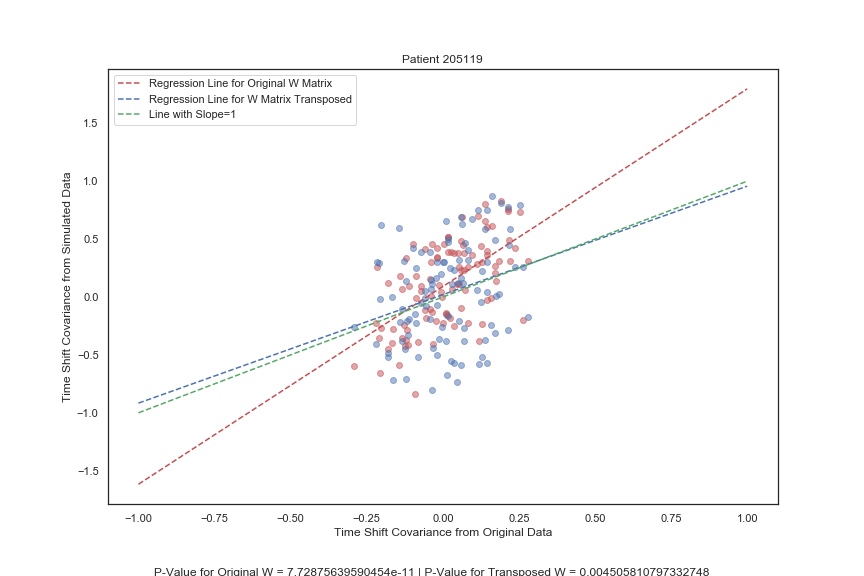 Patient 205119
Regression Line for Original W Matrix
Regression Line for W Matrix Transposed
Line with Slope=1
Time Shift Covariance from Simulated Data
1.5
1.0
0.5
0.0
−0.5
−1.0
−1.5
−1.00 −0.75 −0.50 −0.25 0.00 0.25 0.50 0.75 1.00
Time Shift Covariance from Original Data
P-Value for Original W = 7.72875639590454e-11 | P-Value for Transposed W = 0.004505810797332748